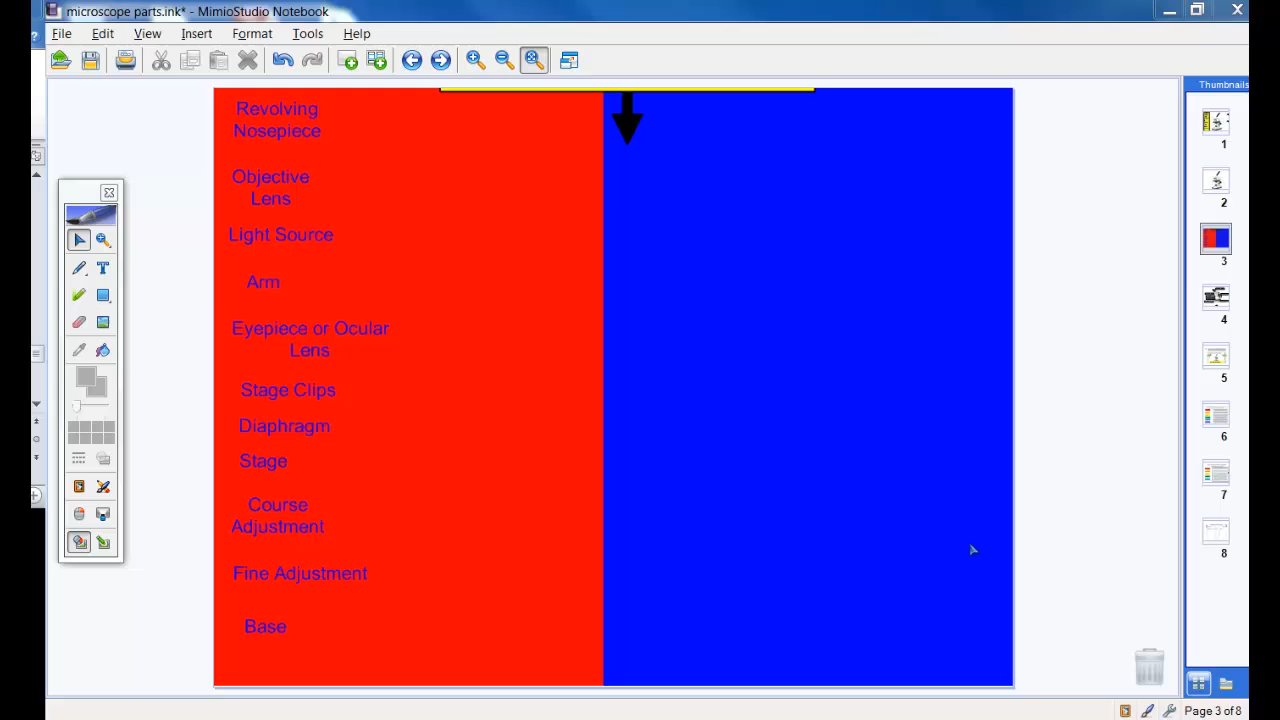 microscope parts.ink* - MimioStudio Notebook
File Edit View Insert Format Tools Help
Thumbnails
Revolving
Nosepiece
Objective
Lens
Light Source
Arm
Eyepiece or Ocular
Lens
Stage Clips
Diaphragm
Stage
Course
Adjustment
Fine Adjustment
Base
1
2
3
4
5
6
7
8
Page 3 of 8